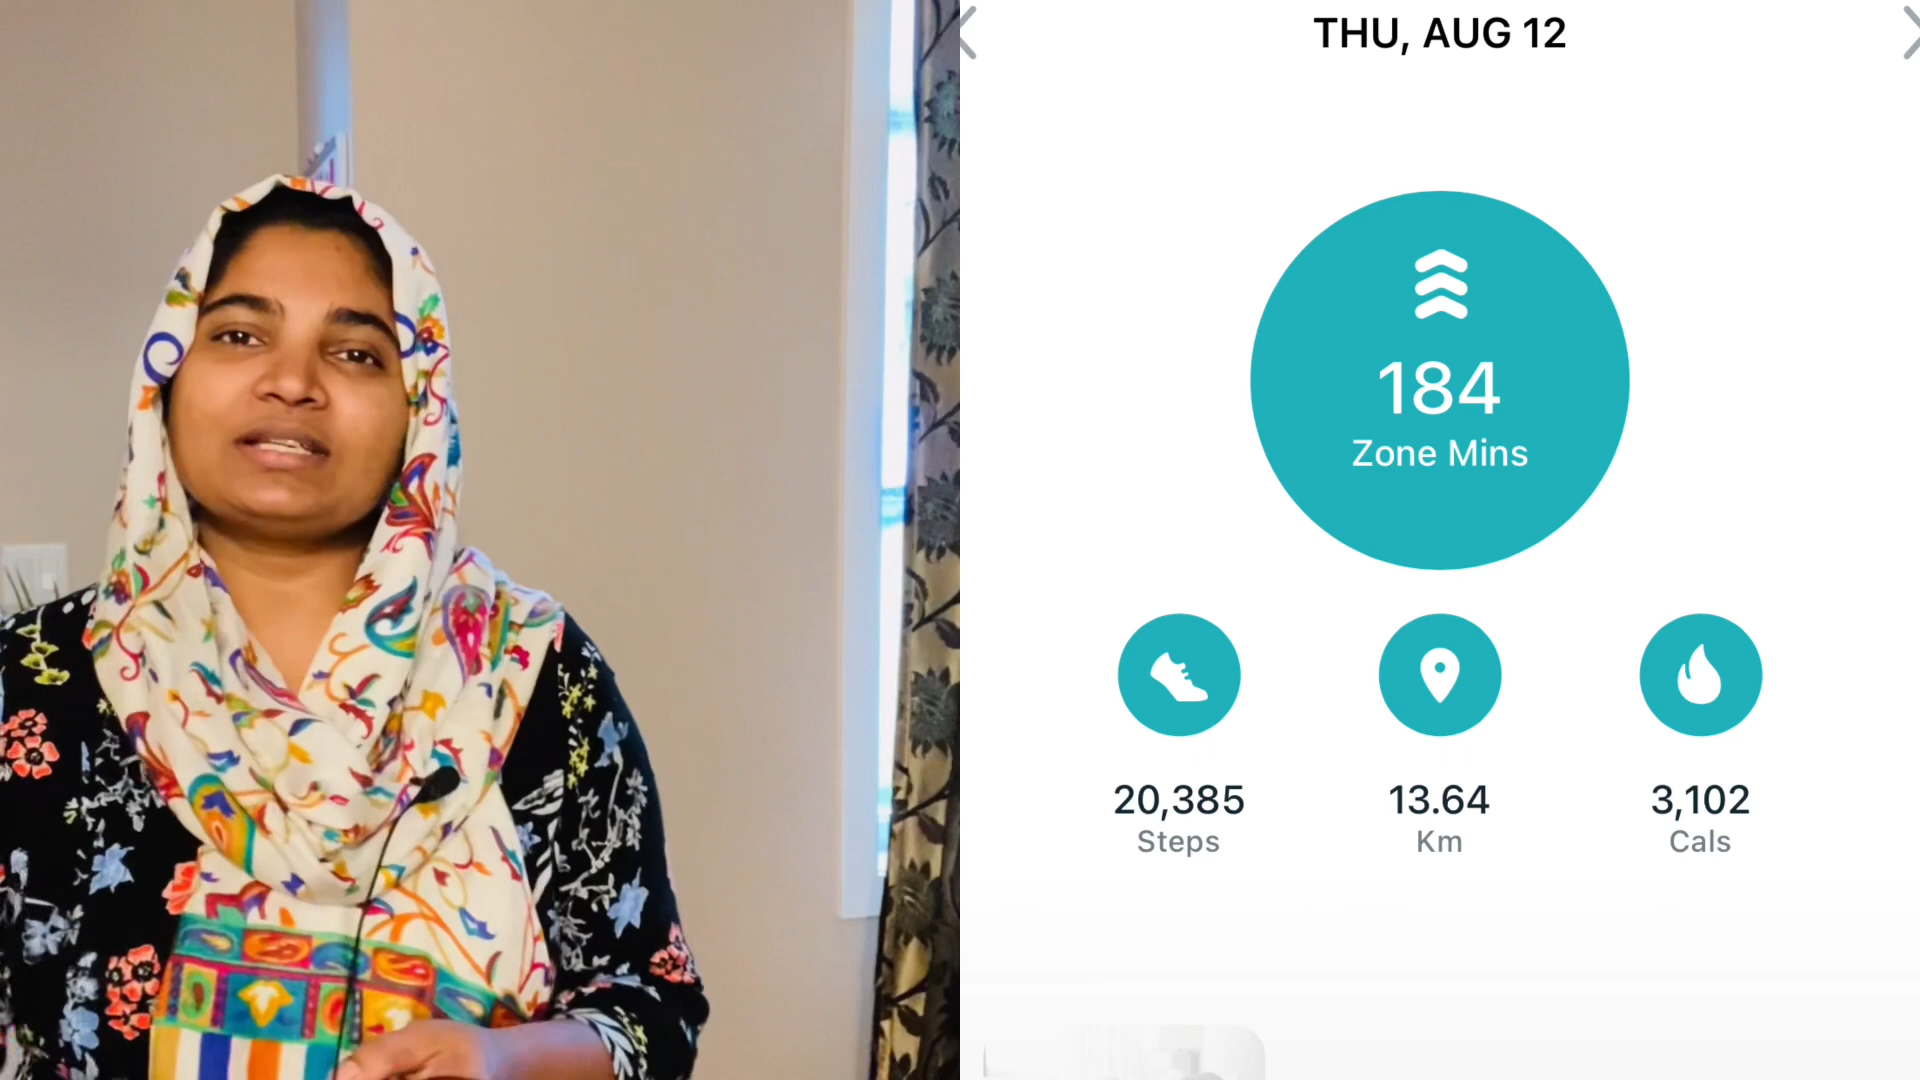 THU, AUG 12
184
Zone Mins
20,385
Steps
13.64
Km
3,102
Cals